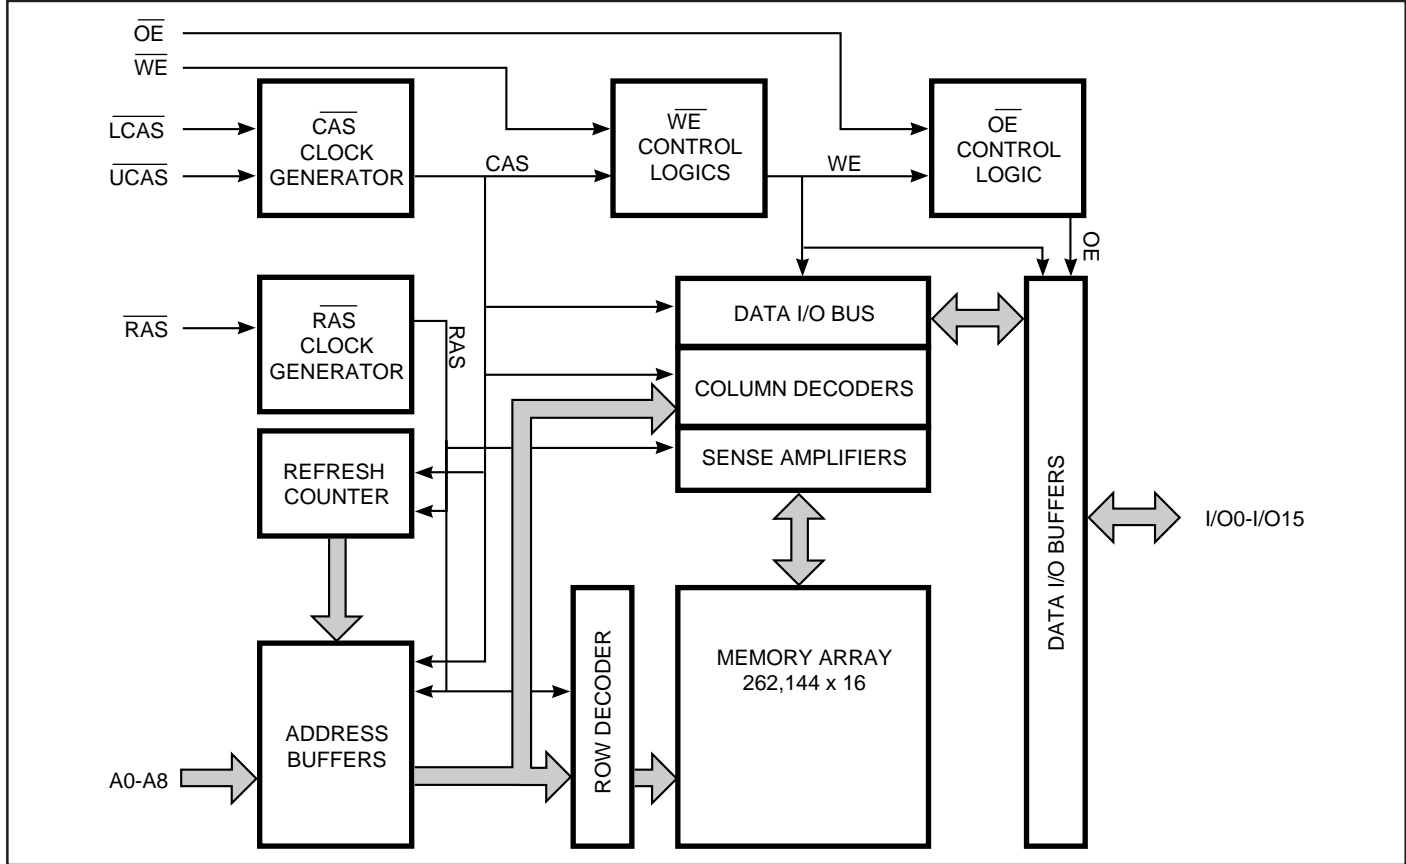 OE
WE
LCAS
UCAS
CAS
CLOCK
GENERATOR
CAS
WE
CONTROL
LOGICS
WE
OE
CONTROL
LOGIC
OE
RAS
RAS
CLOCK
GENERATOR
RAS
DATA I/O BUS
COLUMN DECODERS
SENSE AMPLIFIERS
REFRESH
COUNTER
DATA I/O BUFFERS
I/O0-I/O15
ADDRESS
BUFFERS
A0-A8
ROW DECODER
MEMORY ARRAY
262,144 x 16